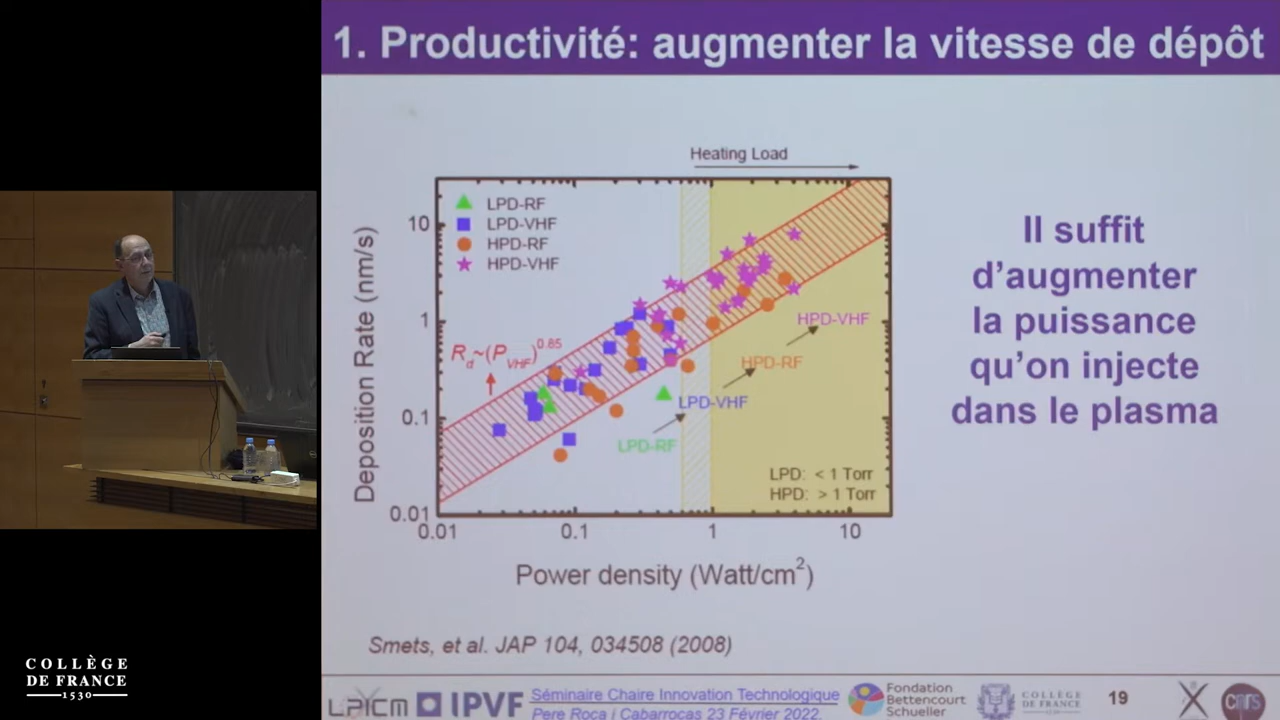 1. Productivité: augmenter la vitesse de dépôt
Heating Load
LPD-RF
LPD-VHF
HPD-RF
HPD-VHF
10
1
0.1
0.01
Deposition Rate (nm/s)
R_d~(P_VHF)^0.85
HPD-VHF
HPD-RF
LPD-VHF
LPD-RF
LPD: < 1 Torr
HPD: > 1 Torr
0.01
0.1
1
10
Power density (Watt/cm²)
Il suffit
d'augmenter
la puissance
qu'on injecte
dans le plasma
Smets, et al. JAP 104, 034508 (2008)
COLLÈGE
DE FRANCE
1530
LPICM
IPVF
Séminaire Chaire Innovation Technologique
Pere Roca i Cabarrocas 23 Février 2022.
Fondation
Bettencourt
Schueller
COLLÈGE
DE FRANCE
19
X
cnrs